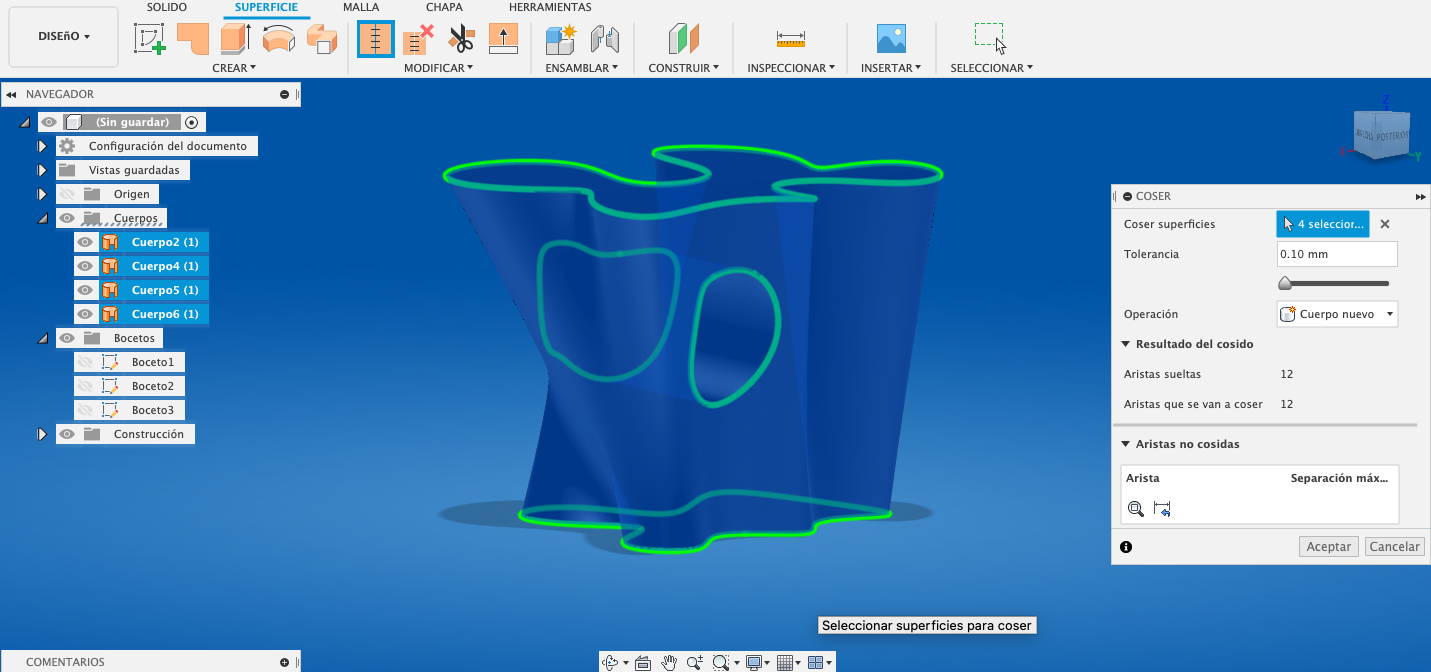 SOLIDO SUPERFICIE MALLA CHAPA HERRAMIENTAS
DISEñO
CREAR MODIFICAR ENSAMBLAR CONSTRUIR INSPECCIONAR INSERTAR SELECCIONAR
NAVEGADOR
(Sin guardar)
Configuración del documento
Vistas guardadas
Origen
Cuerpos
Cuerpo2 (1)
Cuerpo4 (1)
Cuerpo5 (1)
Cuerpo6 (1)
Bocetos
Boceto1
Boceto2
Boceto3
Construcción
Z
POSTERIOR
X
Y
COSER
Coser superficies 4 seleccior...
Tolerancia 0.10 mm
Operación Cuerpo nuevo
Resultado del cosido
Aristas sueltas 12
Aristas que se van a coser 12
Aristas no cosidas
Arista Separación máx...
Aceptar Cancelar
Seleccionar superficies para coser
COMENTARIOS